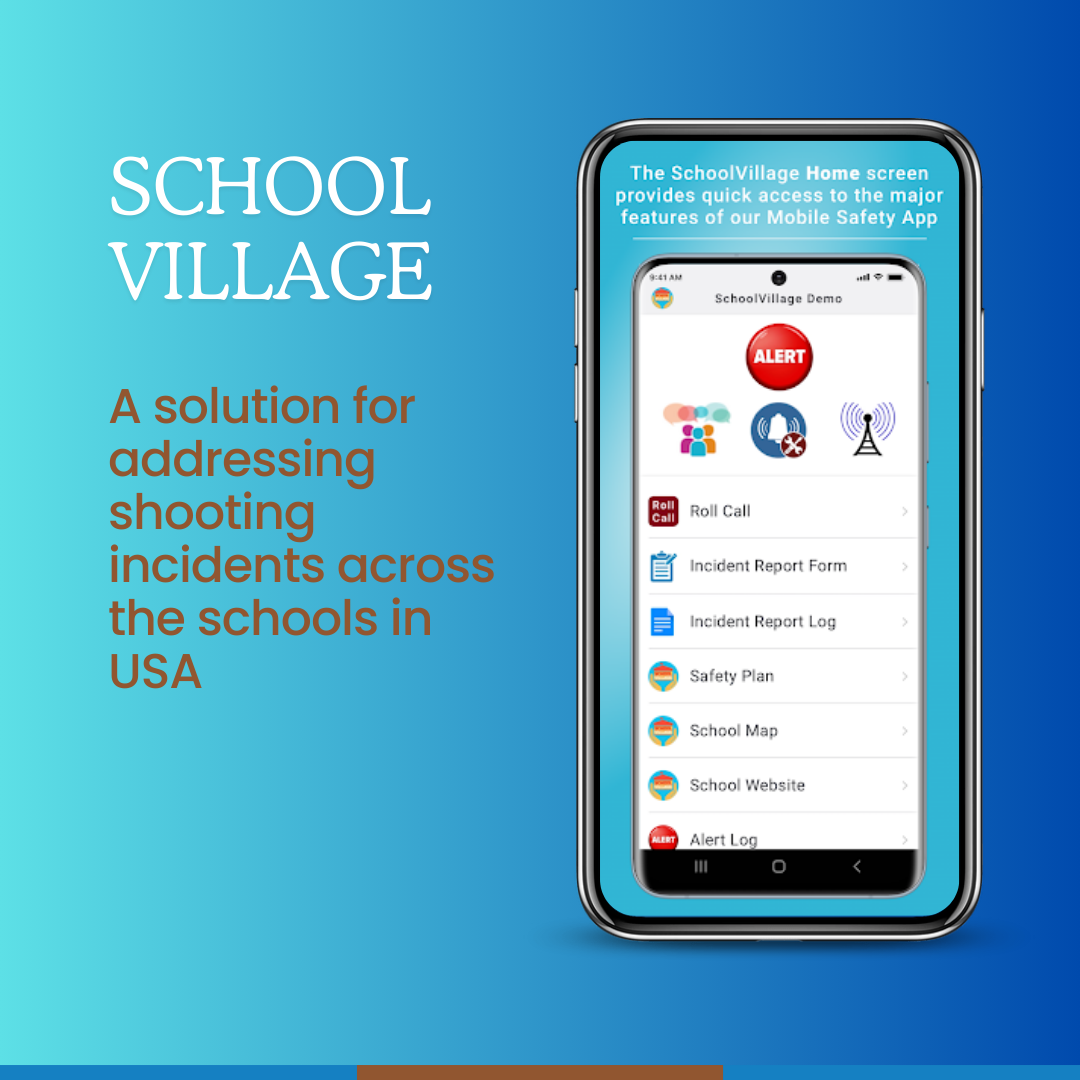 SCHOOL
VILLAGE
A solution for
addressing
shooting
incidents across
the schools in
USA
The SchoolVillage Home screen
provides quick access to the major
features of our Mobile Safety App
9:41 AM
SchoolVillage Demo
ALERT
Roll
Call
Roll Call
Incident Report Form
Incident Report Log
Safety Plan
School Map
School Website
ALERT
Alert Log